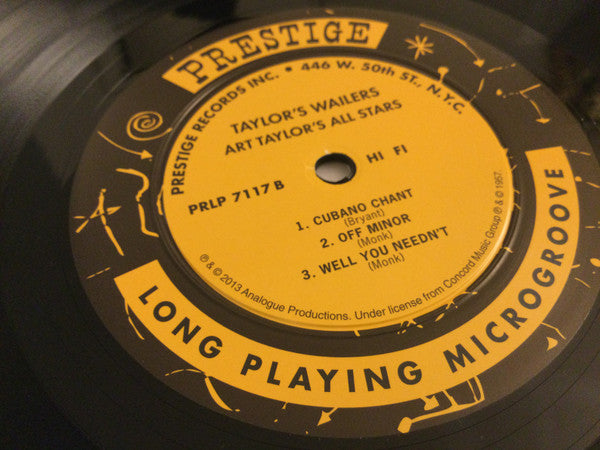 PRESTIGE
PRESTIGE RECORDS INC. • 446 W. 50th ST., N.Y.C.
TAYLOR'S WAILERS
ART TAYLOR'S ALL STARS
HI FI
PRLP 7117 B
1. CUBANO CHANT
(Bryant)
2. OFF MINOR
(Monk)
3. WELL YOU NEEDN'T
(Monk)
℗ & © 2013 Analogue Productions. Under license from Concord Music Group ℗ & © 1957.
LONG PLAYING MICROGROOVE